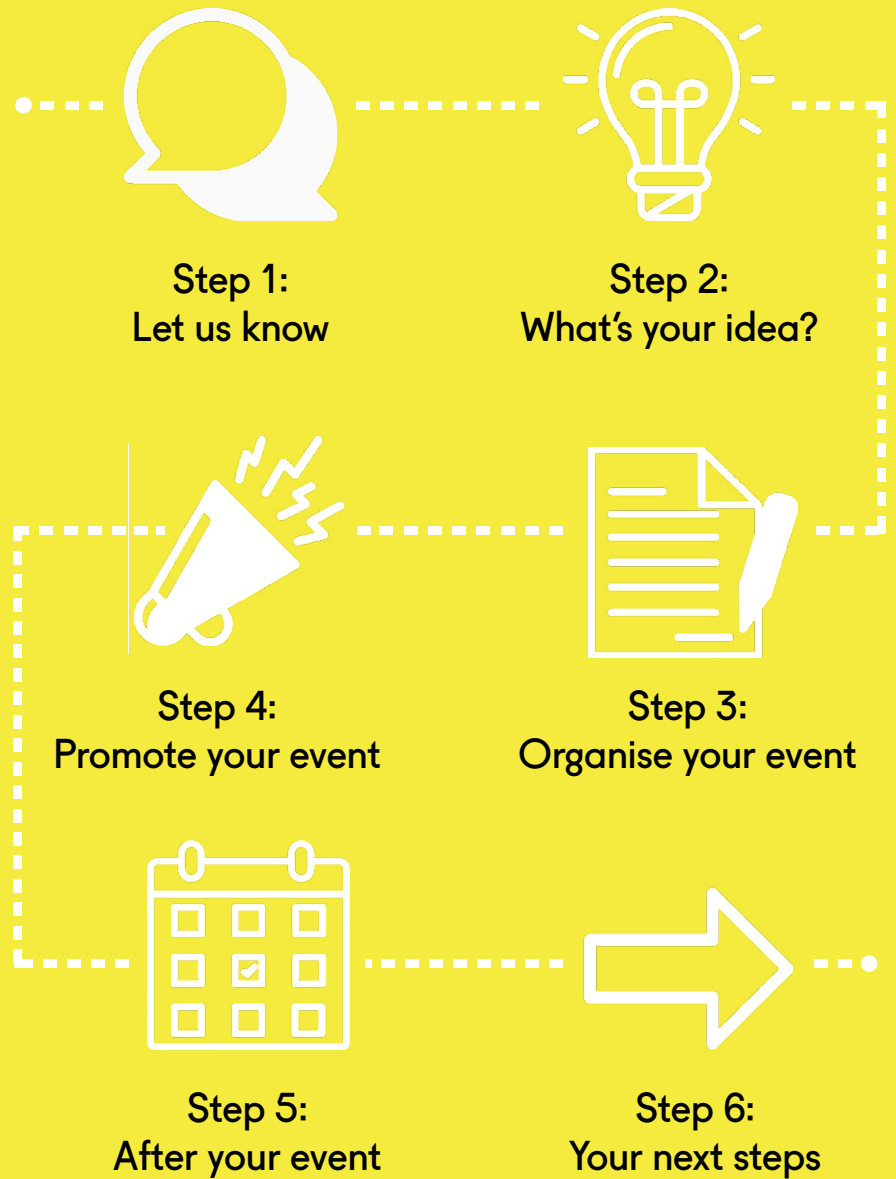 Step 1:
Let us know
Step 2:
What's your idea?
Step 3:
Organise your event
Step 4:
Promote your event
Step 5:
After your event
Step 6:
Your next steps